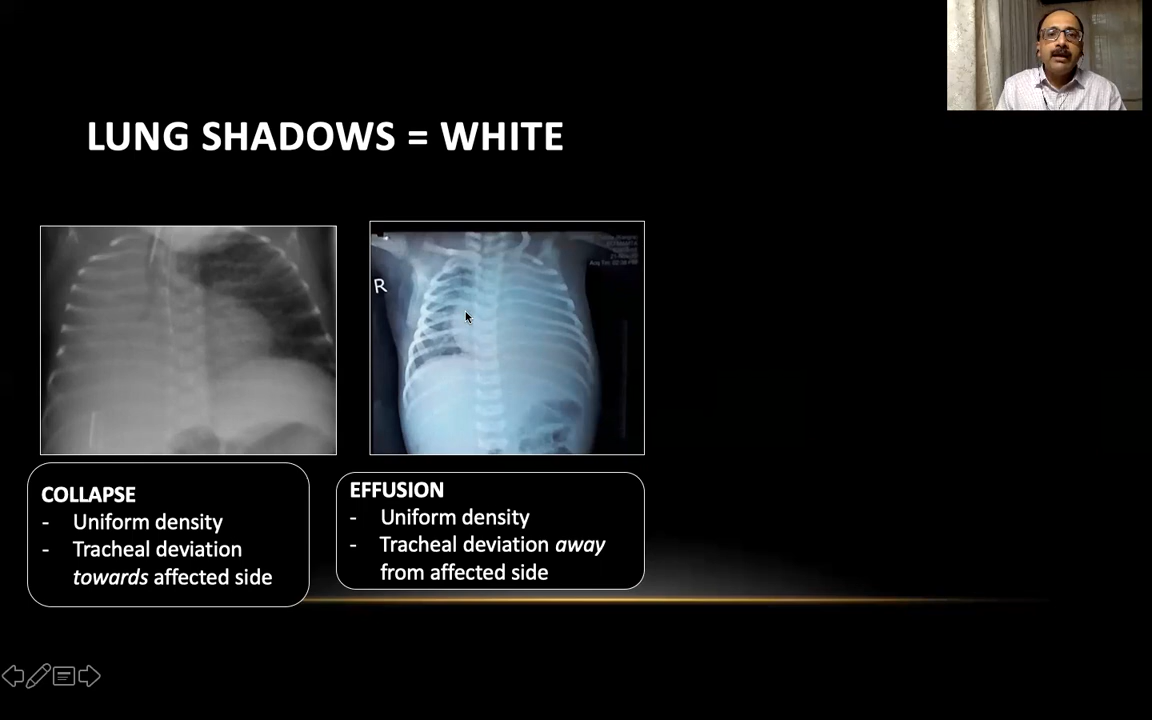 LUNG SHADOWS = WHITE
R
COLLAPSE
- Uniform density
- Tracheal deviation
towards affected side
EFFUSION
- Uniform density
- Tracheal deviation away
from affected side